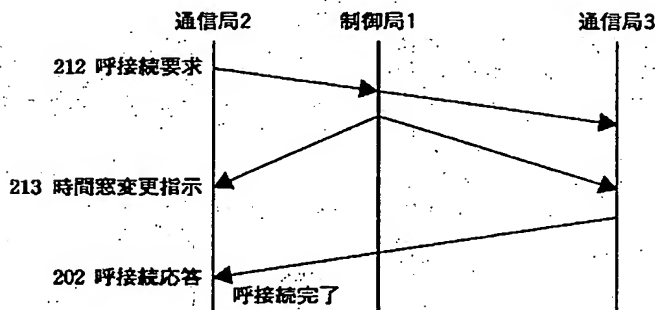 通信局2
制御局1
通信局3
212 呼接続要求
213 時間窓変更指示
202 呼接続応答
呼接続完了